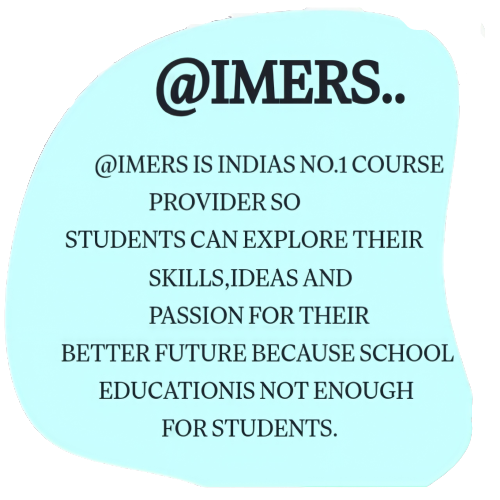 @IMERS..
@IMERS IS INDIAS NO.1 COURSE
PROVIDER SO
STUDENTS CAN EXPLORE THEIR
SKILLS,IDEAS AND
PASSION FOR THEIR
BETTER FUTURE BECAUSE SCHOOL
EDUCATIONIS NOT ENOUGH
FOR STUDENTS.